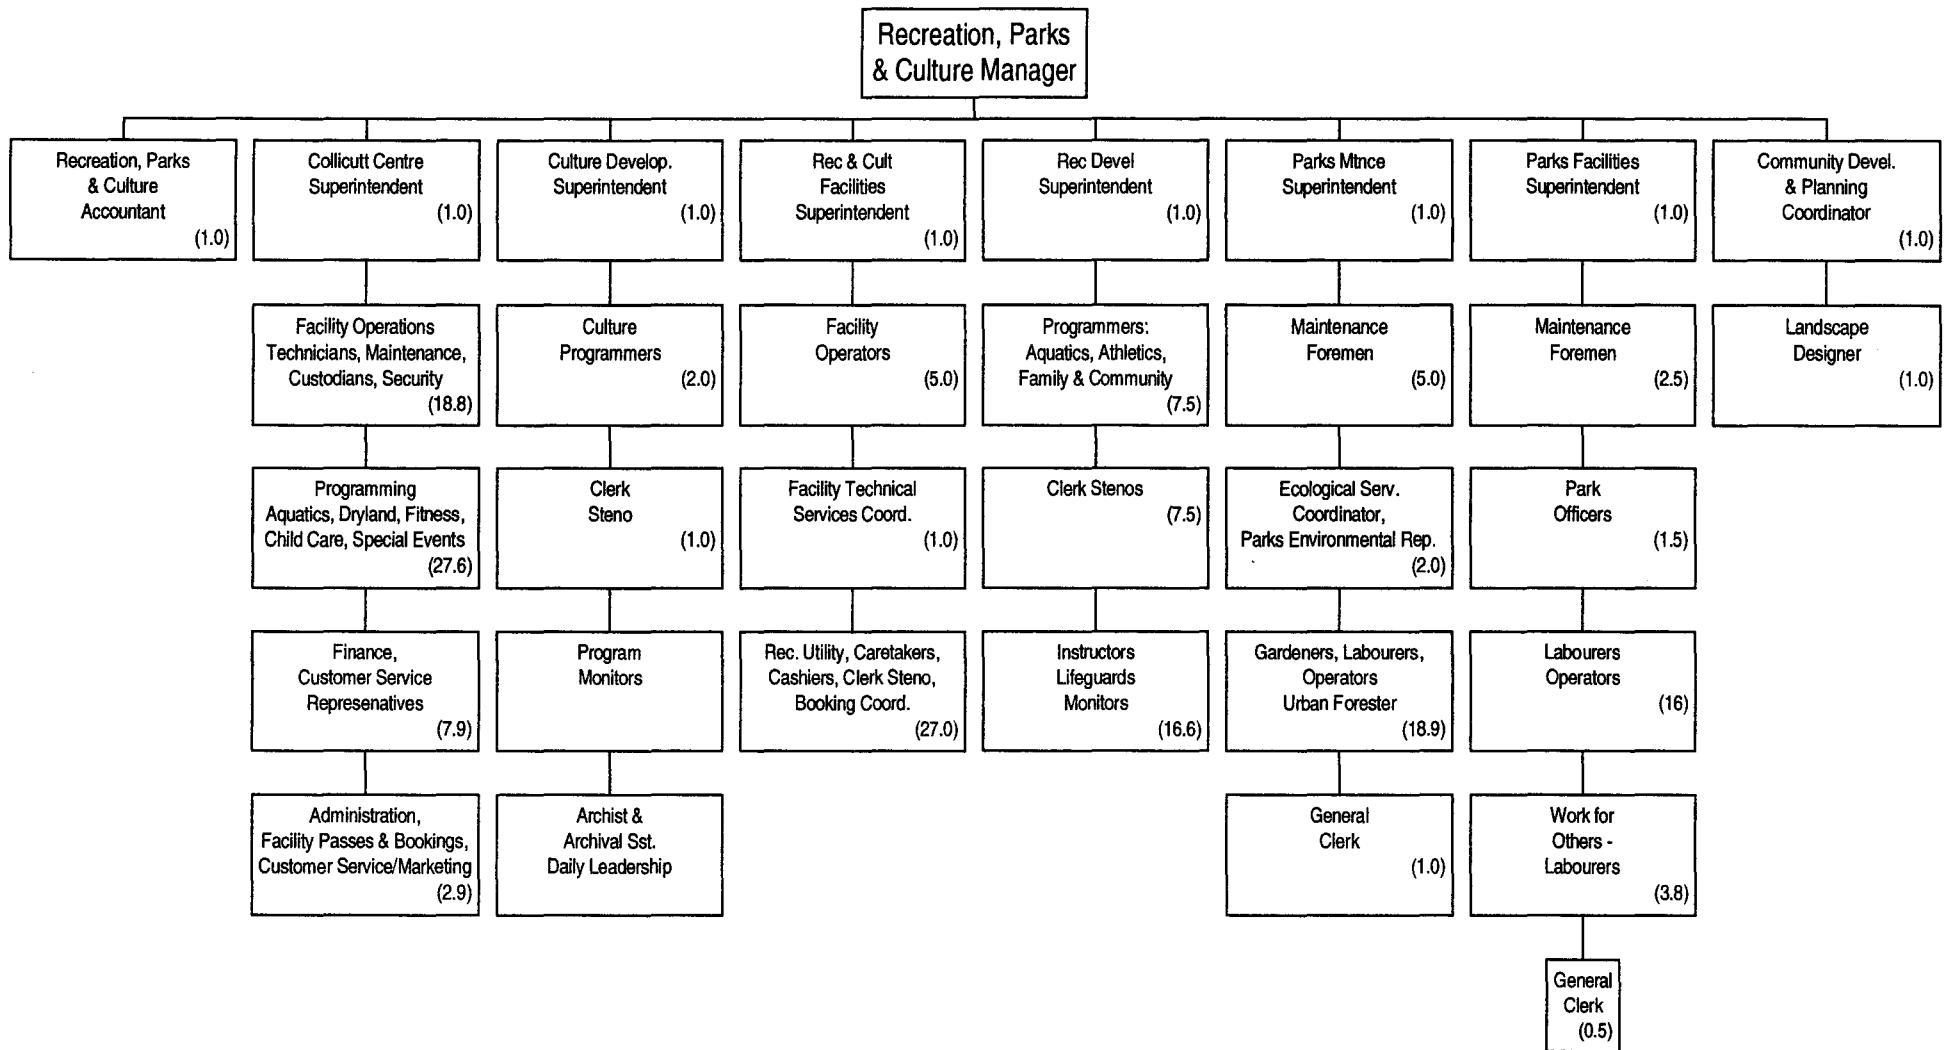 Recreation, Parks
& Culture Manager
Recreation, Parks
& Culture
Accountant
(1.0)
Collicutt Centre
Superintendent
(1.0)
Culture Develop.
Superintendent
(1.0)
Rec & Cult
Facilities
Superintendent
(1.0)
Rec Devel
Superintendent
(1.0)
Parks Mtnce
Superintendent
(1.0)
Parks Facilities
Superintendent
(1.0)
Community Devel.
& Planning
Coordinator
(1.0)
Facility Operations
Technicians, Maintenance,
Custodians, Security
(18.8)
Culture
Programmers
(2.0)
Facility
Operators
(5.0)
Programmers:
Aquatics, Athletics,
Family & Community
(7.5)
Maintenance
Foremen
(5.0)
Maintenance
Foremen
(2.5)
Landscape
Designer
(1.0)
Programming
Aquatics, Dryland, Fitness,
Child Care, Special Events
(27.6)
Clerk
Steno
(1.0)
Facility Technical
Services Coord.
(1.0)
Clerk Stenos
(7.5)
Ecological Serv.
Coordinator,
Parks Environmental Rep.
(2.0)
Park
Officers
(1.5)
Finance,
Customer Service
Represenatives
(7.9)
Program
Monitors
Rec. Utility, Caretakers,
Cashiers, Clerk Steno,
Booking Coord.
(27.0)
Instructors
Lifeguards
Monitors
(16.6)
Gardeners, Labourers,
Operators
Urban Forester
(18.9)
Labourers
Operators
(16)
Administration,
Facility Passes & Bookings,
Customer Service/Marketing
(2.9)
Archist &
Archival Sst.
Daily Leadership
General
Clerk
(1.0)
Work for
Others -
Labourers
(3.8)
General
Clerk
(0.5)